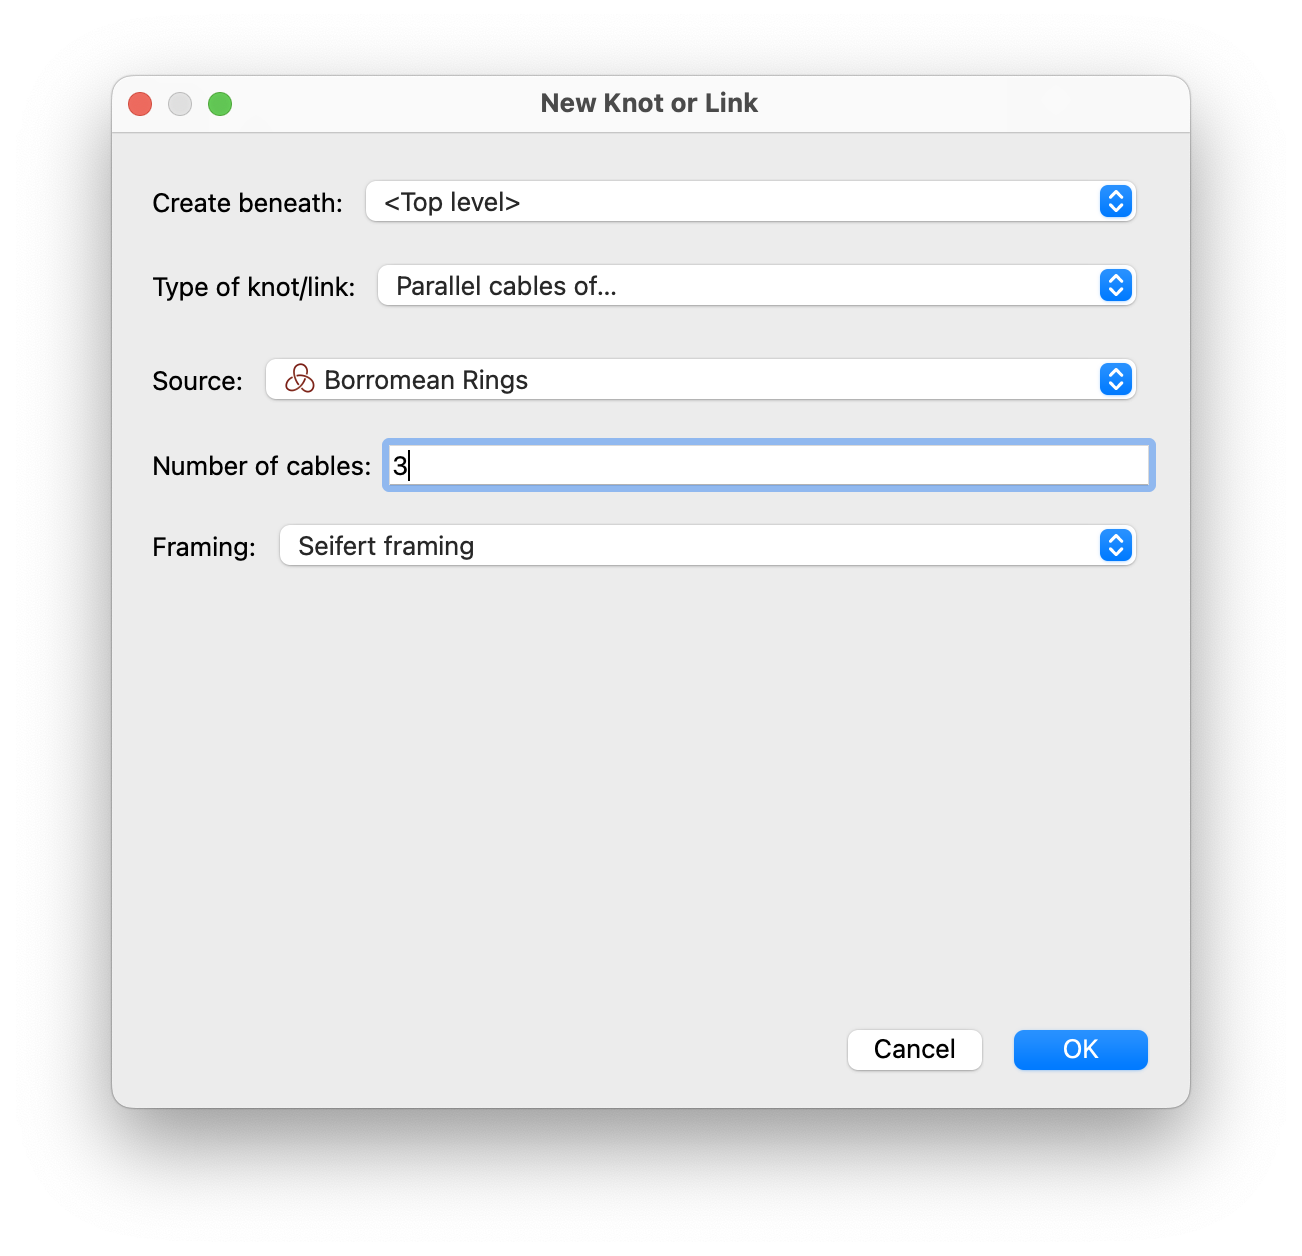 New Knot or Link
Create beneath: <Top level>
Type of knot/link: Parallel cables of...
Source: Borromean Rings
Number of cables: 3
Framing: Seifert framing
Cancel OK